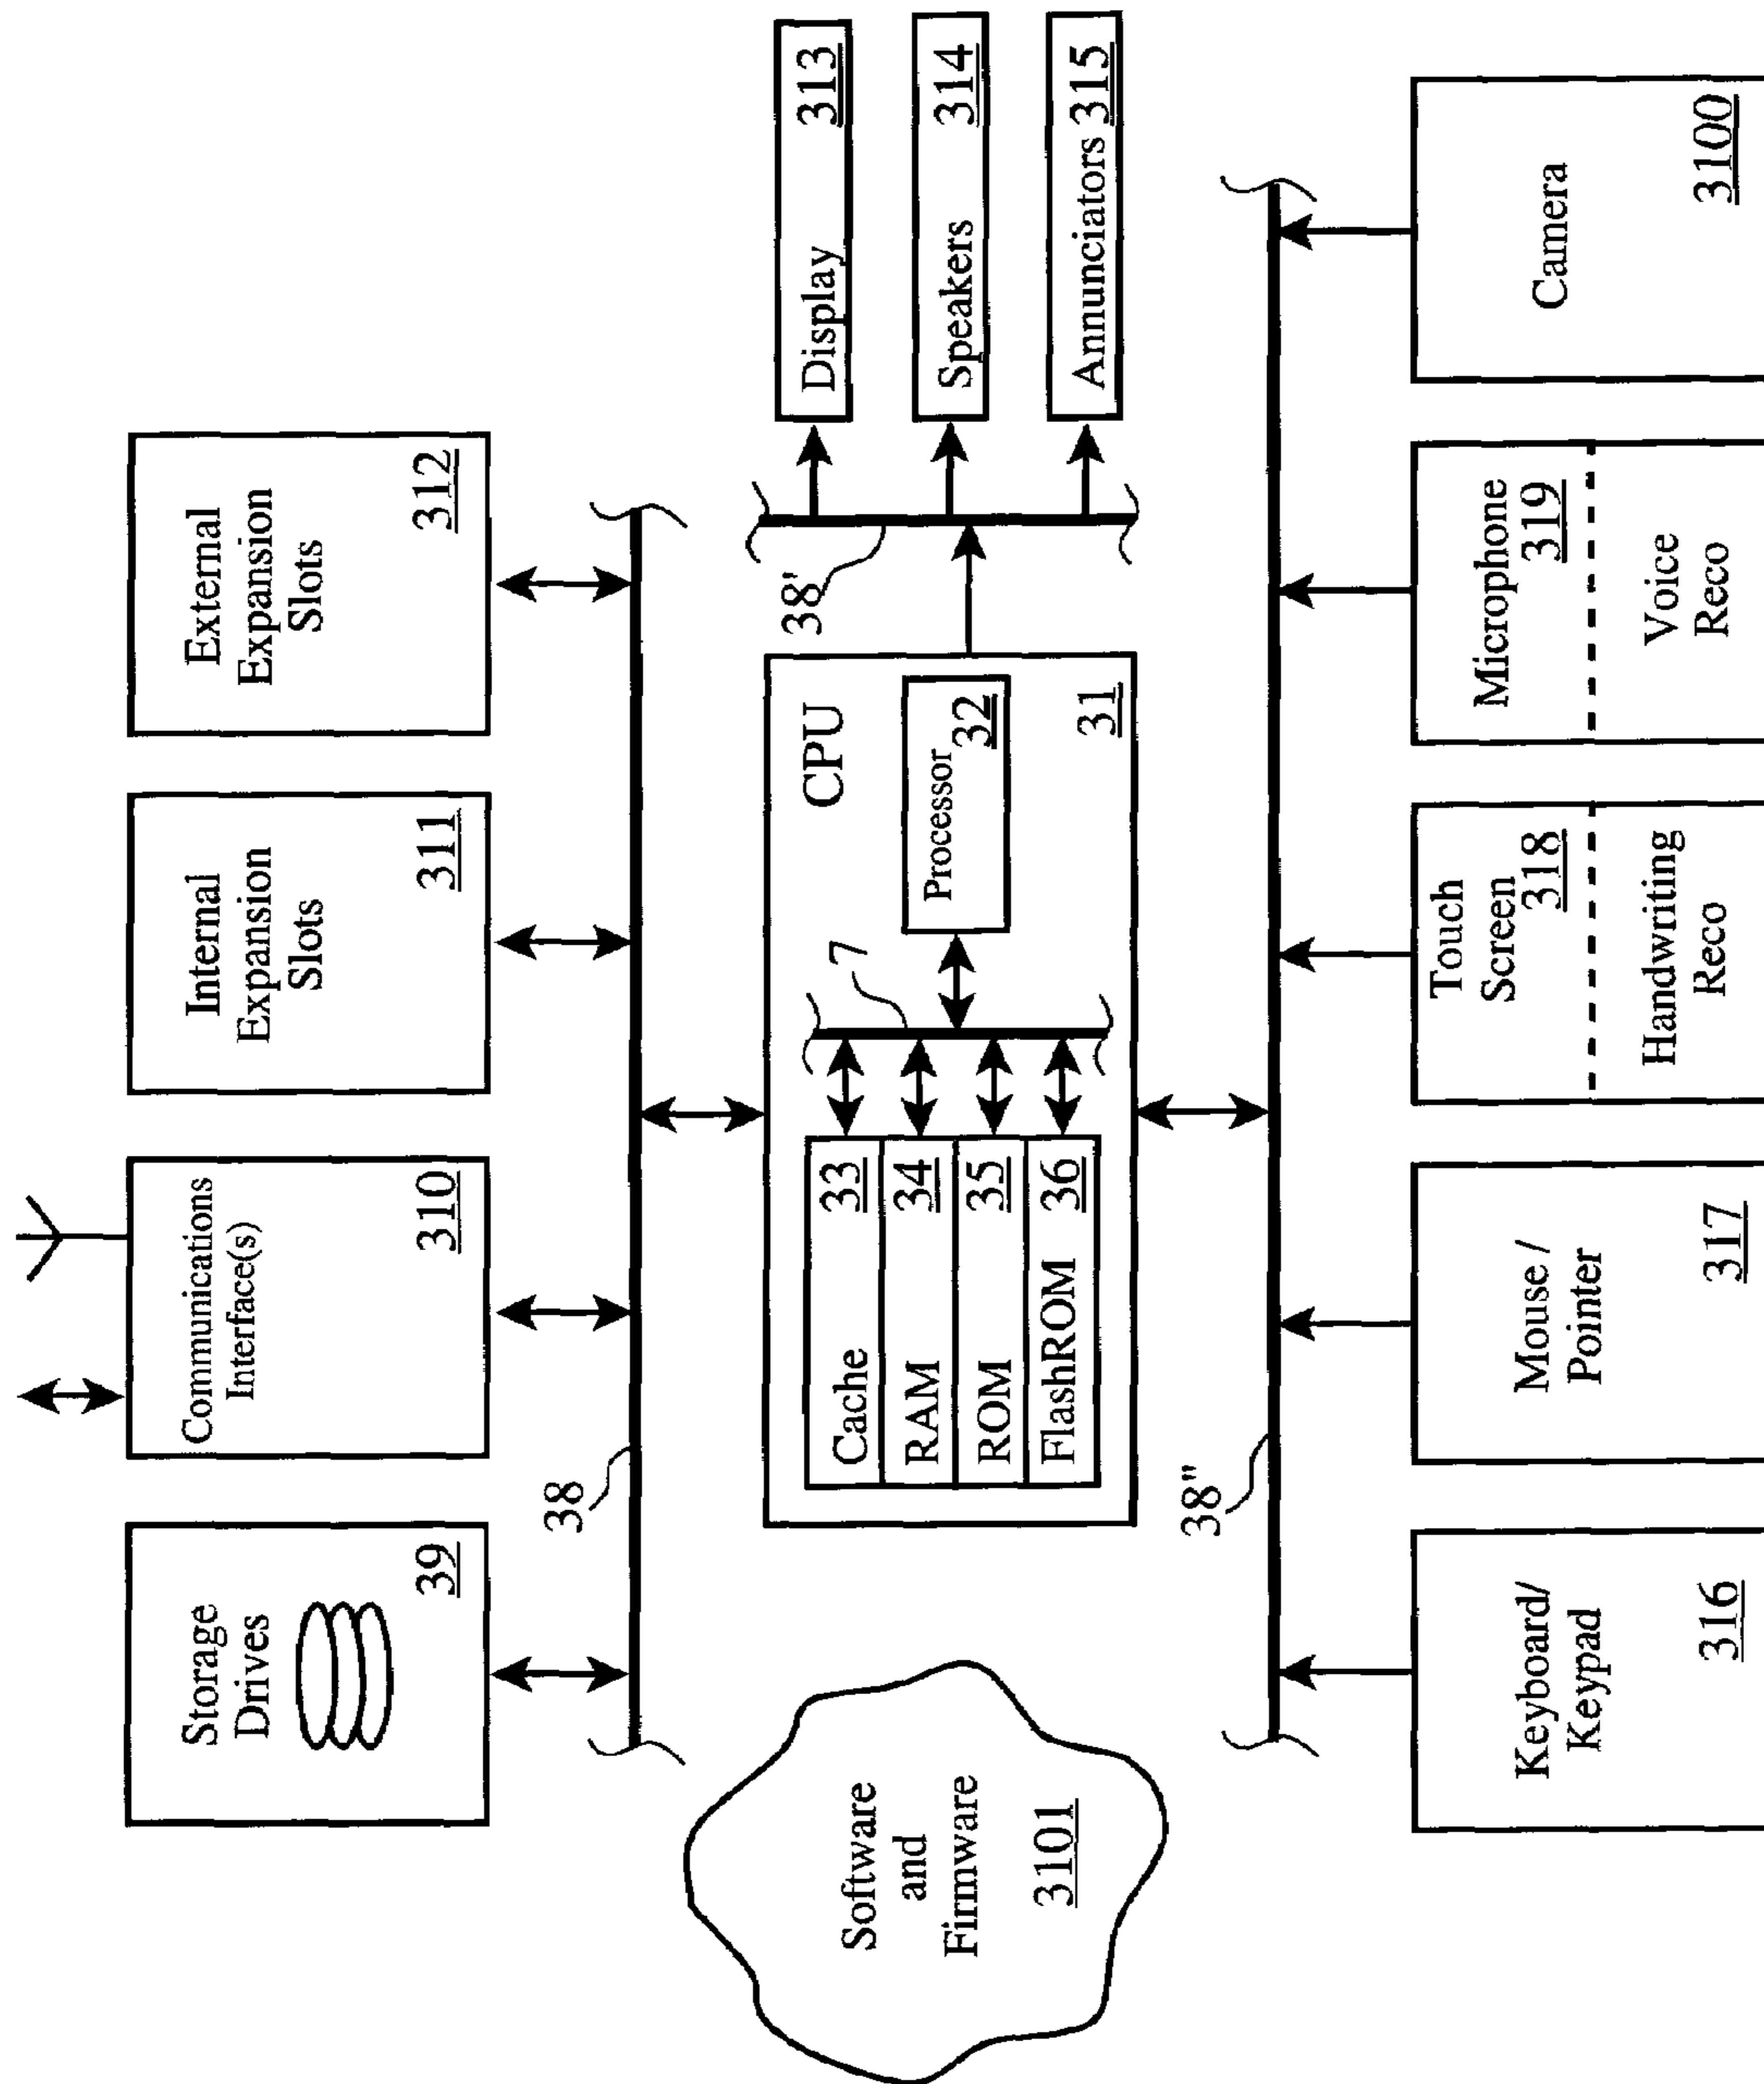 Storage
Drives
39
Communications
Interface(s)
310
Internal
Expansion
Slots
311
External
Expansion
Slots
312
38
Software
and
Firmware
3101
CPU
Cache 33
RAM 34
ROM 35
FlashROM 36
7
Processor
32
31
38'
Display 313
Speakers 314
Annunciators 315
38"
Keyboard/
Keypad
316
Mouse /
Pointer
317
Touch
Screen
318
Handwriting
Reco
Microphone
319
Voice
Reco
Camera
3100